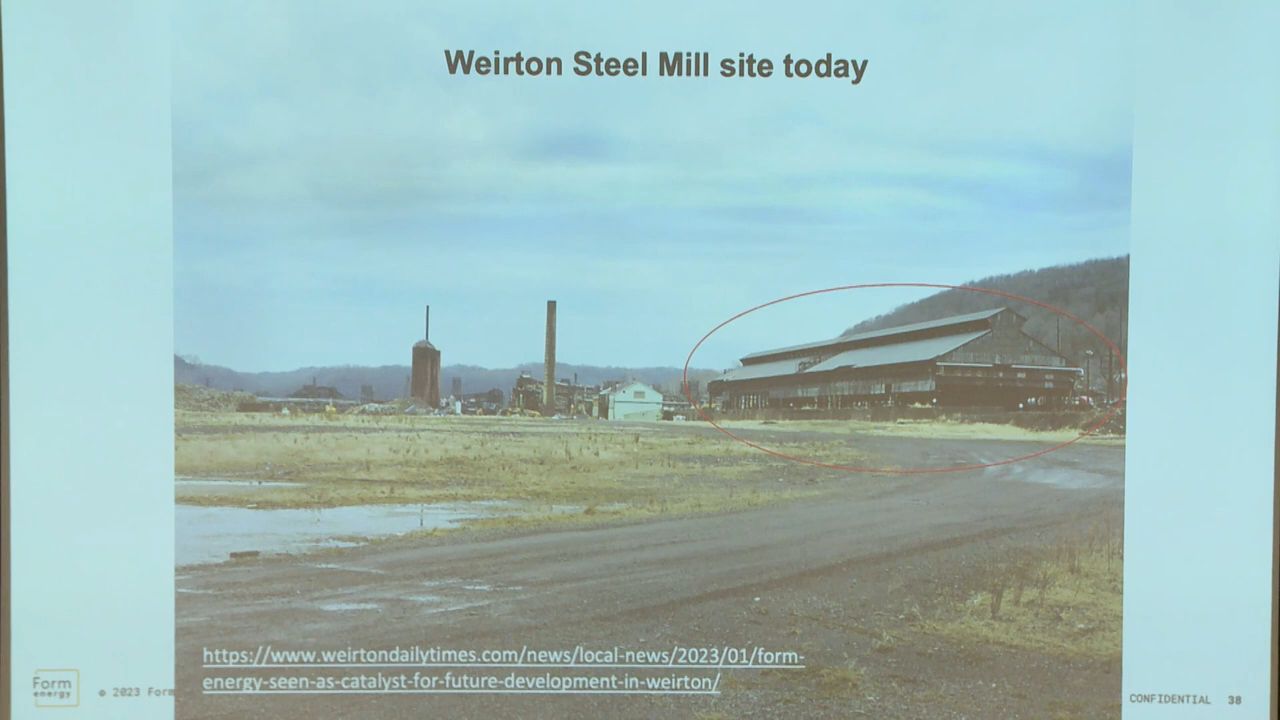 Weirton Steel Mill site today
https://www.weirtondailytimes.com/news/local-news/2023/01/form-
energy-seen-as-catalyst-for-future-development-in-weirton/
Form
energy
© 2023 Form
CONFIDENTIAL 38